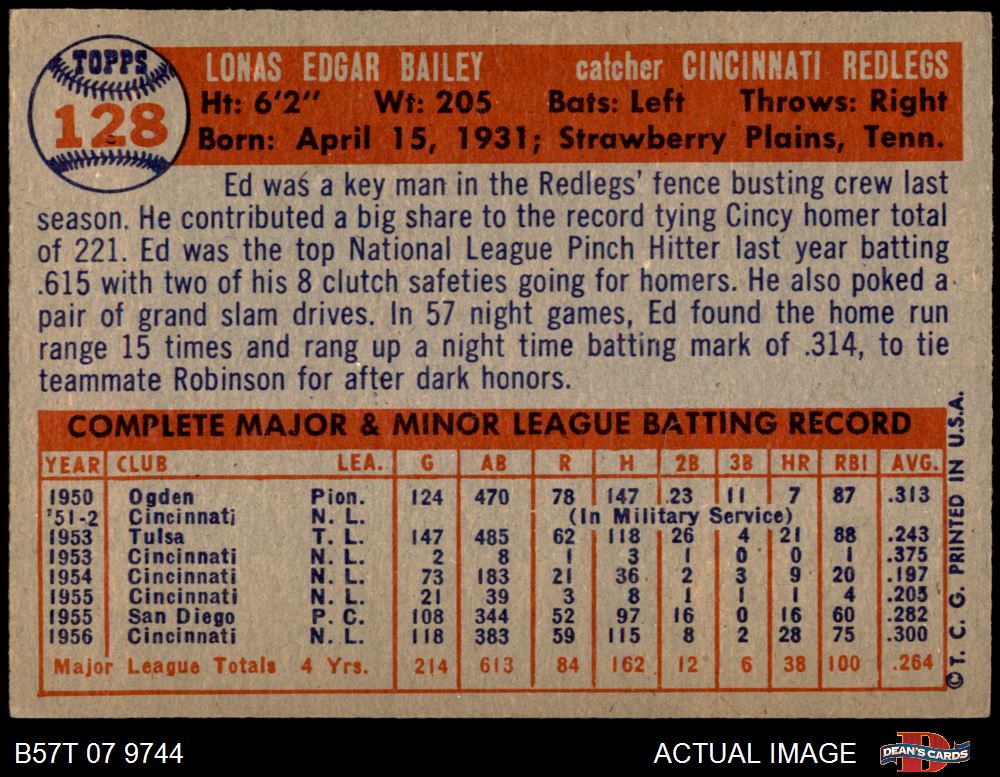 TOPPS
128
LONAS EDGAR BAILEY catcher CINCINNATI REDLEGS
Ht: 6'2" Wt: 205 Bats: Left Throws: Right
Born: April 15, 1931; Strawberry Plains, Tenn.
Ed was a key man in the Redlegs' fence busting crew last
season. He contributed a big share to the record tying Cincy homer total
of 221. Ed was the top National League Pinch Hitter last year batting
.615 with two of his 8 clutch safeties going for homers. He also poked a
pair of grand slam drives. In 57 night games, Ed found the home run
range 15 times and rang up a night time batting mark of .314, to tie
teammate Robinson for after dark honors.
COMPLETE MAJOR & MINOR LEAGUE BATTING RECORD
YEAR CLUB LEA. G AB R H 2B 3B HR RBI AVG.
1950 Ogden Pion. 124 470 78 147 23 11 7 87 .313
'51-2 Cincinnati N. L. (In Military Service)
1953 Tulsa T. L. 147 485 62 118 26 4 21 88 .243
1953 Cincinnati N. L. 2 8 1 3 1 0 0 1 .375
1954 Cincinnati N. L. 73 183 21 36 2 3 9 20 .197
1955 Cincinnati N. L. 21 39 3 8 1 1 1 4 .205
1955 San Diego P. C. 108 344 52 97 16 0 16 60 .282
1956 Cincinnati N. L. 118 383 59 115 8 2 28 75 .300
Major League Totals 4 Yrs. 214 613 84 162 12 6 38 100 .264
©T. C. G. PRINTED IN U.S.A.
B57T 07 9744 ACTUAL IMAGE DEAN'S CARDS